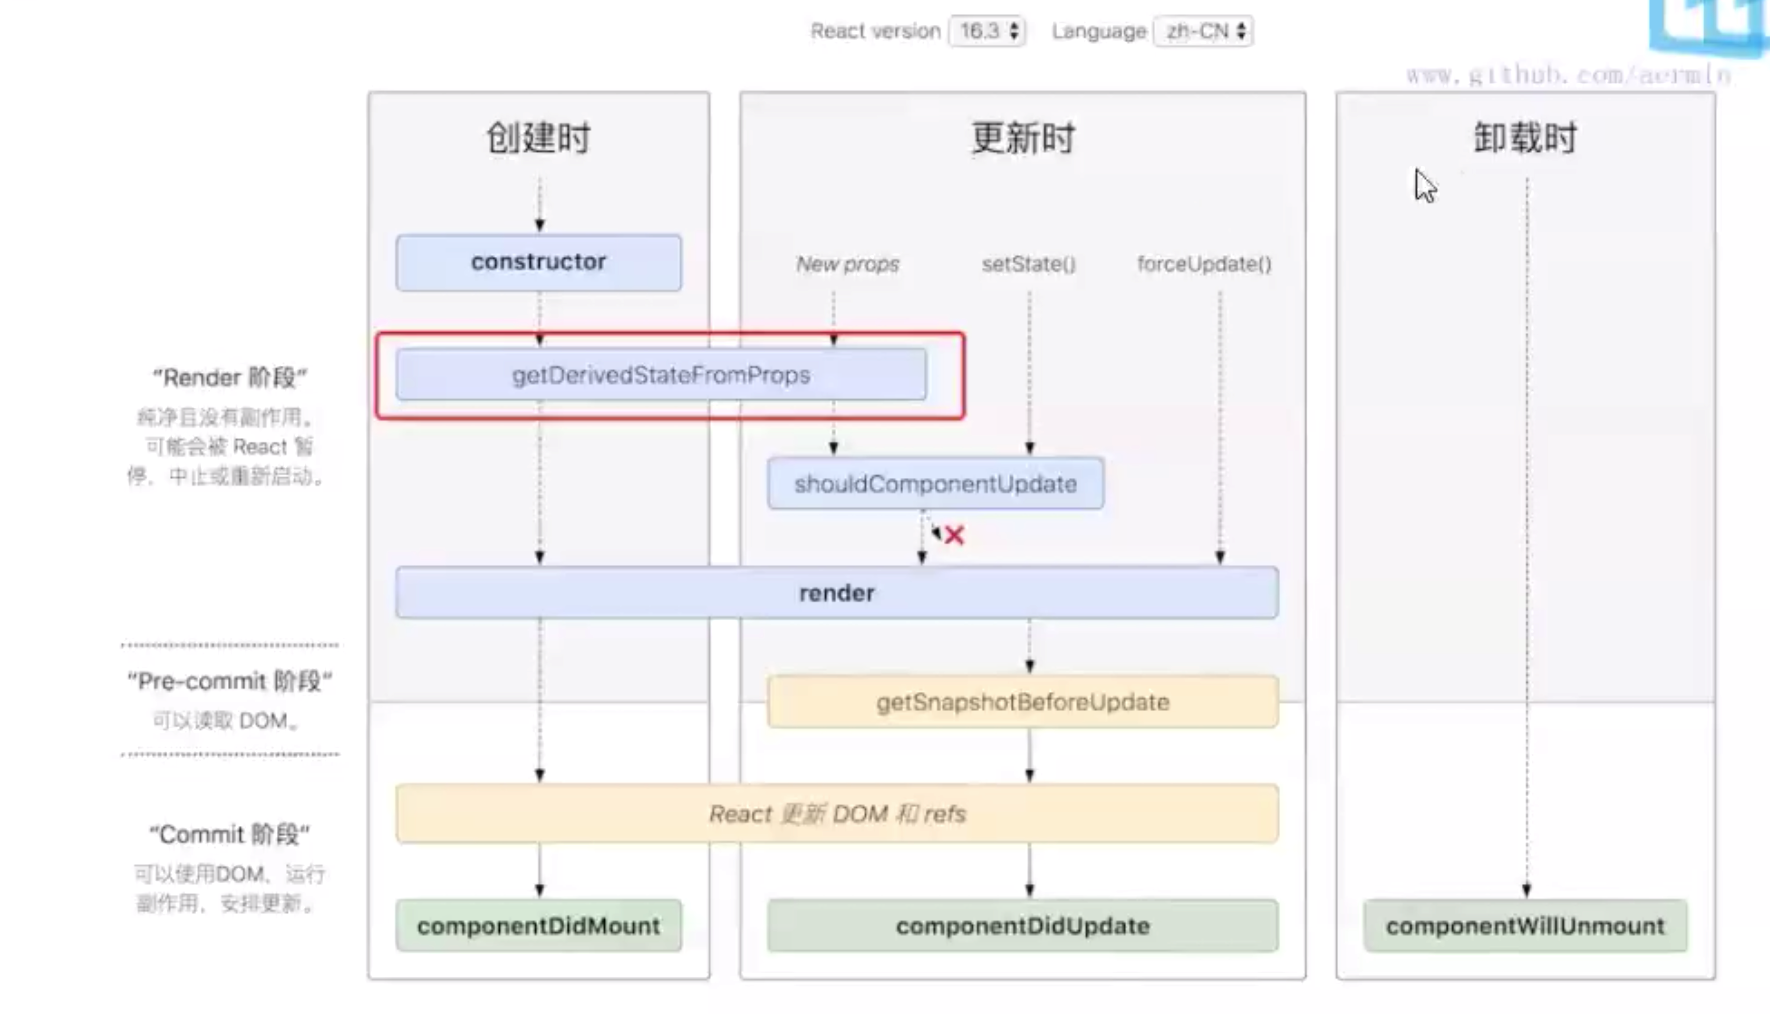 React version 16.3 Language zh-CN
www.github.com/aermin
创建时
更新时
卸载时
constructor
New props
setState()
forceUpdate()
getDerivedStateFromProps
“Render 阶段”
纯净且没有副作用。
可能会被 React 暂
停、中止或重新启动。
shouldComponentUpdate
render
“Pre-commit 阶段”
可以读取 DOM。
getSnapshotBeforeUpdate
React 更新 DOM 和 refs
“Commit 阶段”
可以使用DOM、运行
副作用、安排更新。
componentDidMount
componentDidUpdate
componentWillUnmount